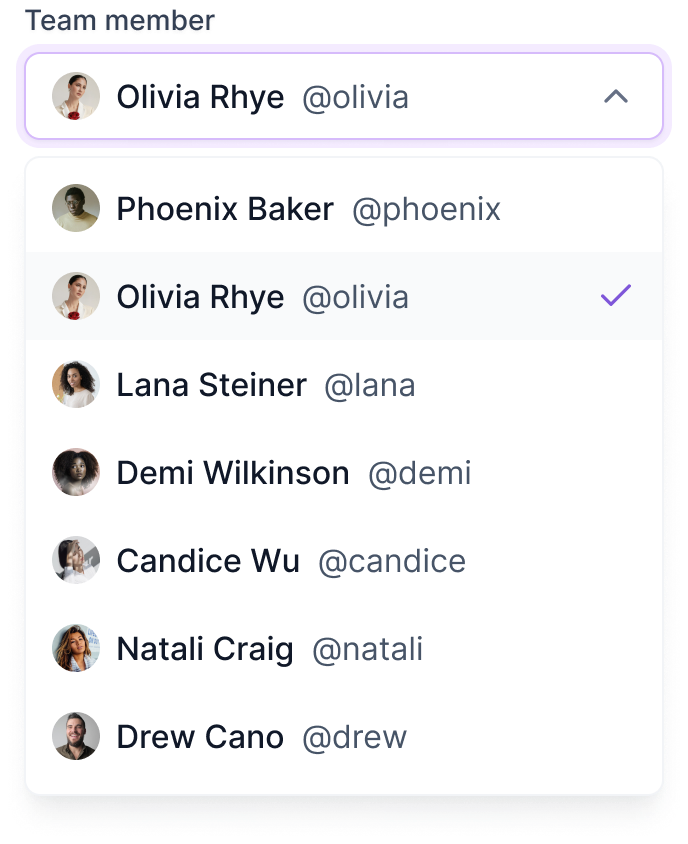 Team member
Olivia Rhye @olivia
Phoenix Baker @phoenix
Olivia Rhye @olivia
Lana Steiner @lana
Demi Wilkinson @demi
Candice Wu @candice
Natali Craig @natali
Drew Cano @drew